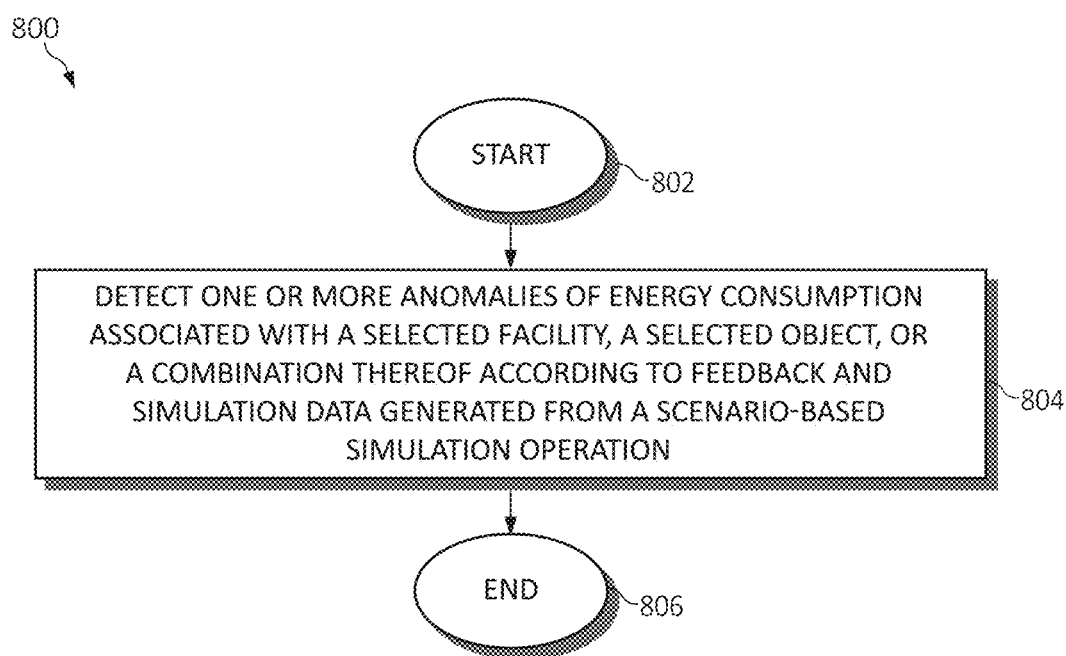 800
START
802
DETECT ONE OR MORE ANOMALIES OF ENERGY CONSUMPTION
ASSOCIATED WITH A SELECTED FACILITY, A SELECTED OBJECT, OR
A COMBINATION THEREOF ACCORDING TO FEEDBACK AND
SIMULATION DATA GENERATED FROM A SCENARIO-BASED
SIMULATION OPERATION
804
END
806